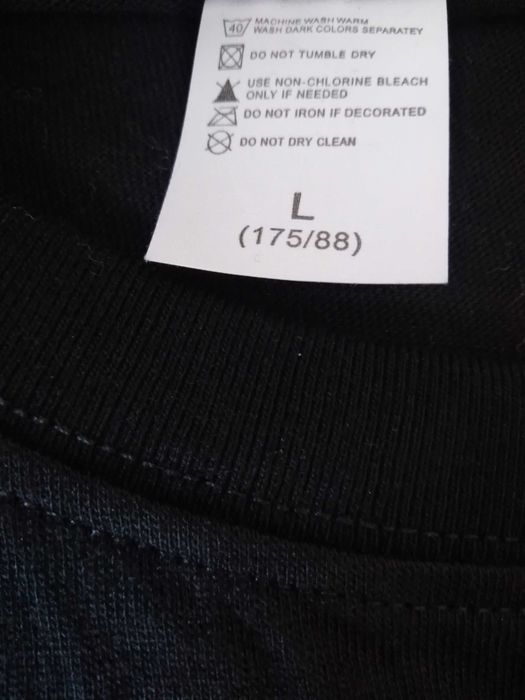 40
MACHINE WASH WARM
WASH DARK COLORS SEPARATEY
DO NOT TUMBLE DRY
USE NON-CHLORINE BLEACH
ONLY IF NEEDED
DO NOT IRON IF DECORATED
DO NOT DRY CLEAN
L
(175/88)